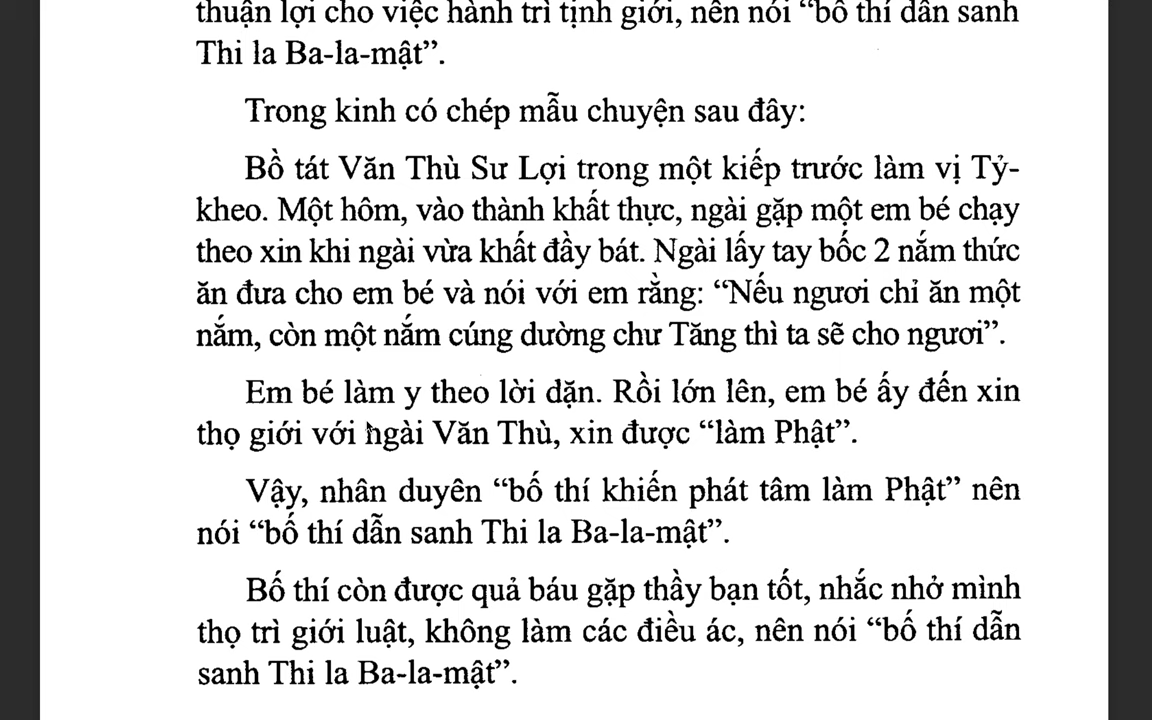 thuận lợi cho việc hành trì tịnh giới, nên nói “bố thí dẫn sanh
Thi la Ba-la-mật”.
Trong kinh có chép mẫu chuyện sau đây:
Bồ tát Văn Thù Sư Lợi trong một kiếp trước làm vị Tỷ-
kheo. Một hôm, vào thành khất thực, ngài gặp một em bé chạy
theo xin khi ngài vừa khất đầy bát. Ngài lấy tay bốc 2 nắm thức
ăn đưa cho em bé và nói với em rằng: “Nếu ngươi chỉ ăn một
nắm, còn một nắm cúng dường chư Tăng thì ta sẽ cho ngươi”.
Em bé làm y theo lời dặn. Rồi lớn lên, em bé ấy đến xin
thọ giới với ngài Văn Thù, xin được “làm Phật”.
Vậy, nhân duyên “bố thí khiến phát tâm làm Phật” nên
nói “bố thí dẫn sanh Thi la Ba-la-mật”.
Bố thí còn được quả báu gặp thầy bạn tốt, nhắc nhở mình
thọ trì giới luật, không làm các điều ác, nên nói “bố thí dẫn
sanh Thi la Ba-la-mật”.